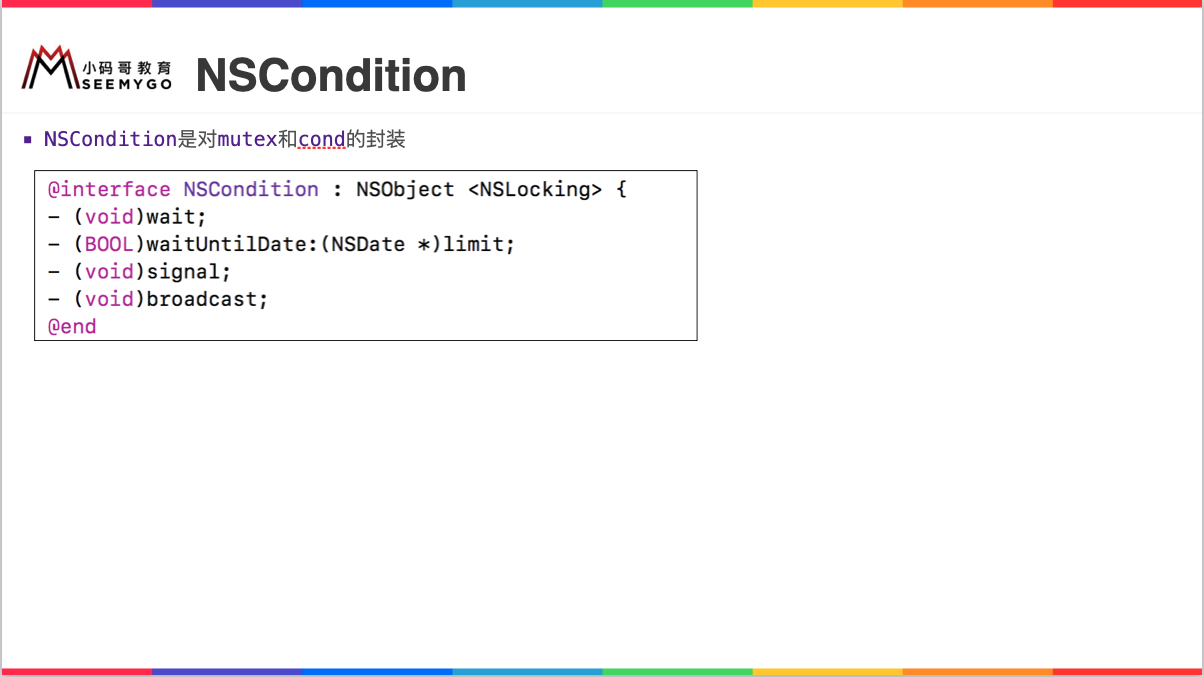 小码哥教育
SEEMYGO
NSCondition
NSCondition是对mutex和cond的封装
@interface NSCondition : NSObject <NSLocking> {
- (void)wait;
- (BOOL)waitUntilDate:(NSDate *)limit;
- (void)signal;
- (void)broadcast;
@end